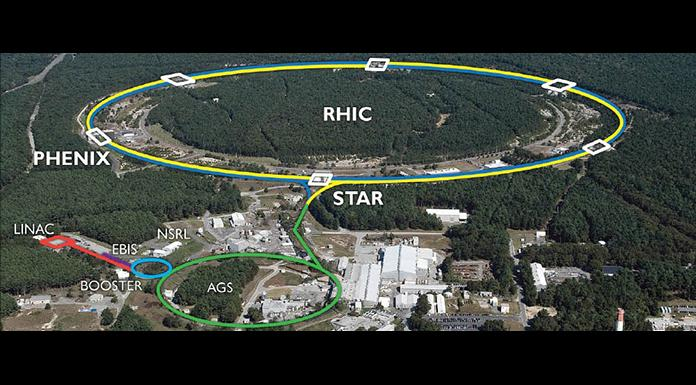 RHIC
PHENIX
STAR
LINAC
NSRL
EBIS
BOOSTER
AGS